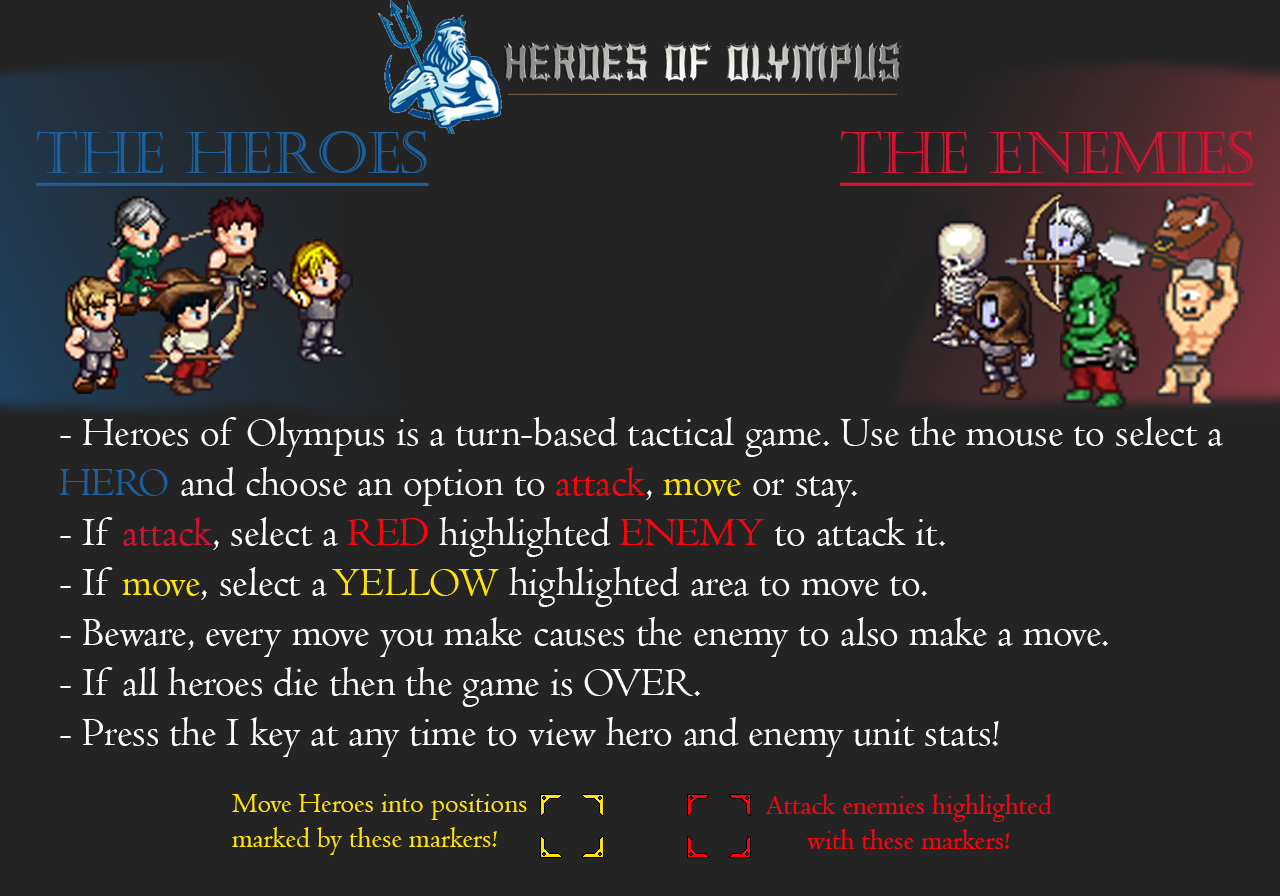 HEROES OF OLYMPUS
THE HEROES
THE ENEMIES
- Heroes of Olympus is a turn-based tactical game. Use the mouse to select a
HERO and choose an option to attack, move or stay.
- If attack, select a RED highlighted ENEMY to attack it.
- If move, select a YELLOW highlighted area to move to.
- Beware, every move you make causes the enemy to also make a move.
- If all heroes die then the game is OVER.
- Press the I key at any time to view hero and enemy unit stats!
Move Heroes into positions
marked by these markers!
Attack enemies highlighted
with these markers!